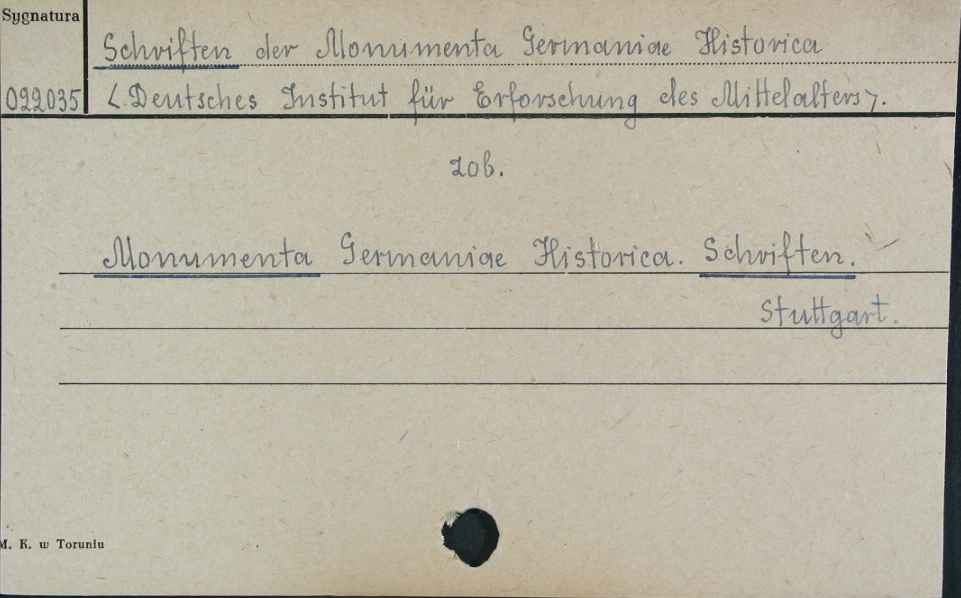 Sygnatura
Schriften der Monumenta Germaniae Historica
022035 <.Deutsches Institut für Erforschung des Mittelalters>.
zob.
Monumenta Germaniae Historica. Schriften.
Stuttgart.
M. K. w Toruniu